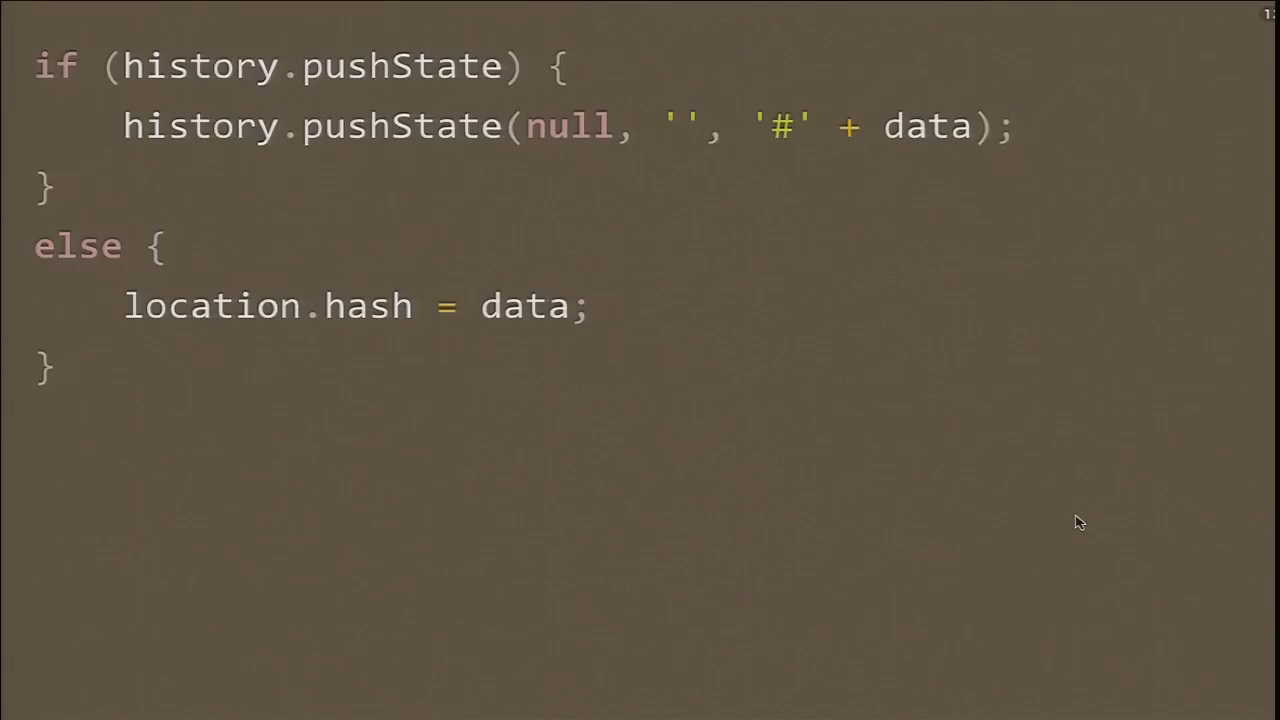 if (history.pushState) {
    history.pushState(null, '', '#' + data);
}
else {
    location.hash = data;
}